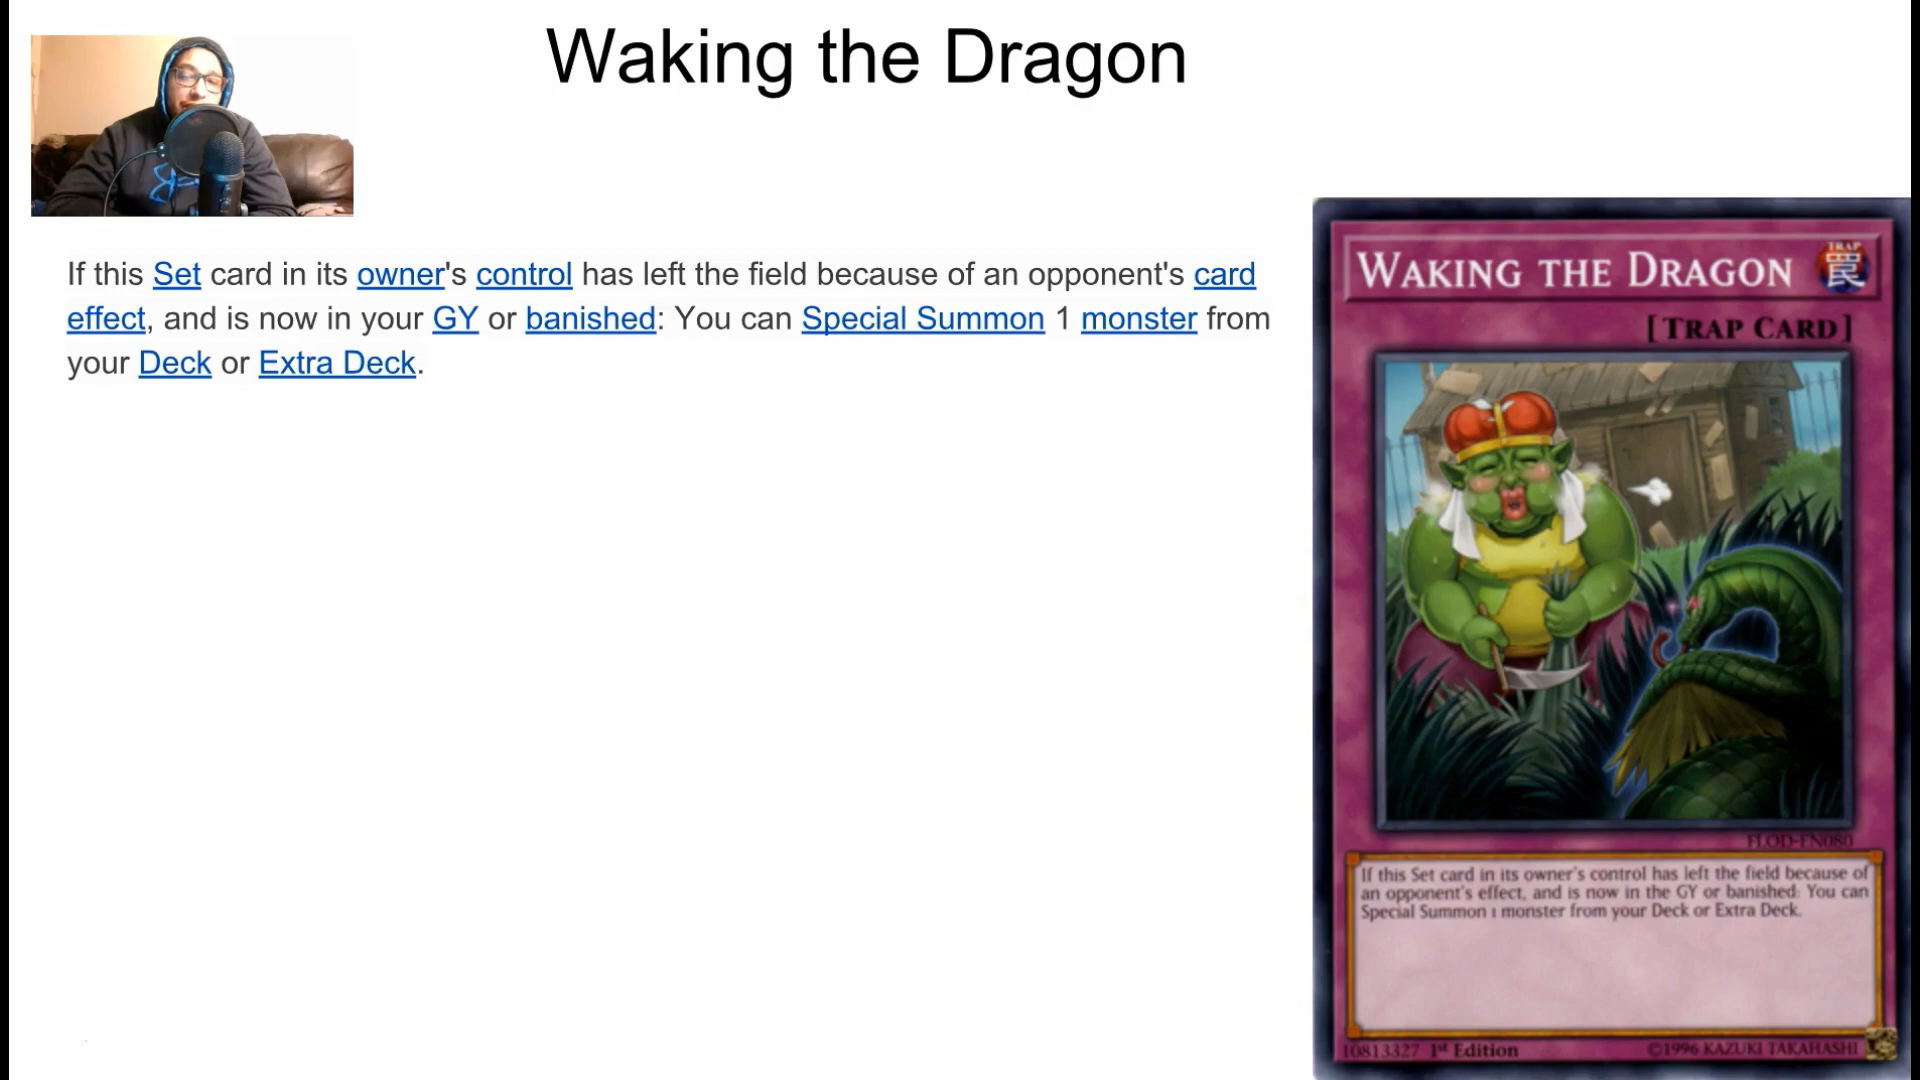 Waking the Dragon
If this Set card in its owner's control has left the field because of an opponent's card
effect, and is now in your GY or banished: You can Special Summon 1 monster from
your Deck or Extra Deck.
WAKING THE DRAGON
TRAP
罠
[TRAP CARD]
FLOD-EN080
If this Set card in its owner's control has left the field because of
an opponent's effect, and is now in the GY or banished: You can
Special Summon 1 monster from your Deck or Extra Deck.
10813327 1st Edition
©1996 KAZUKI TAKAHASHI